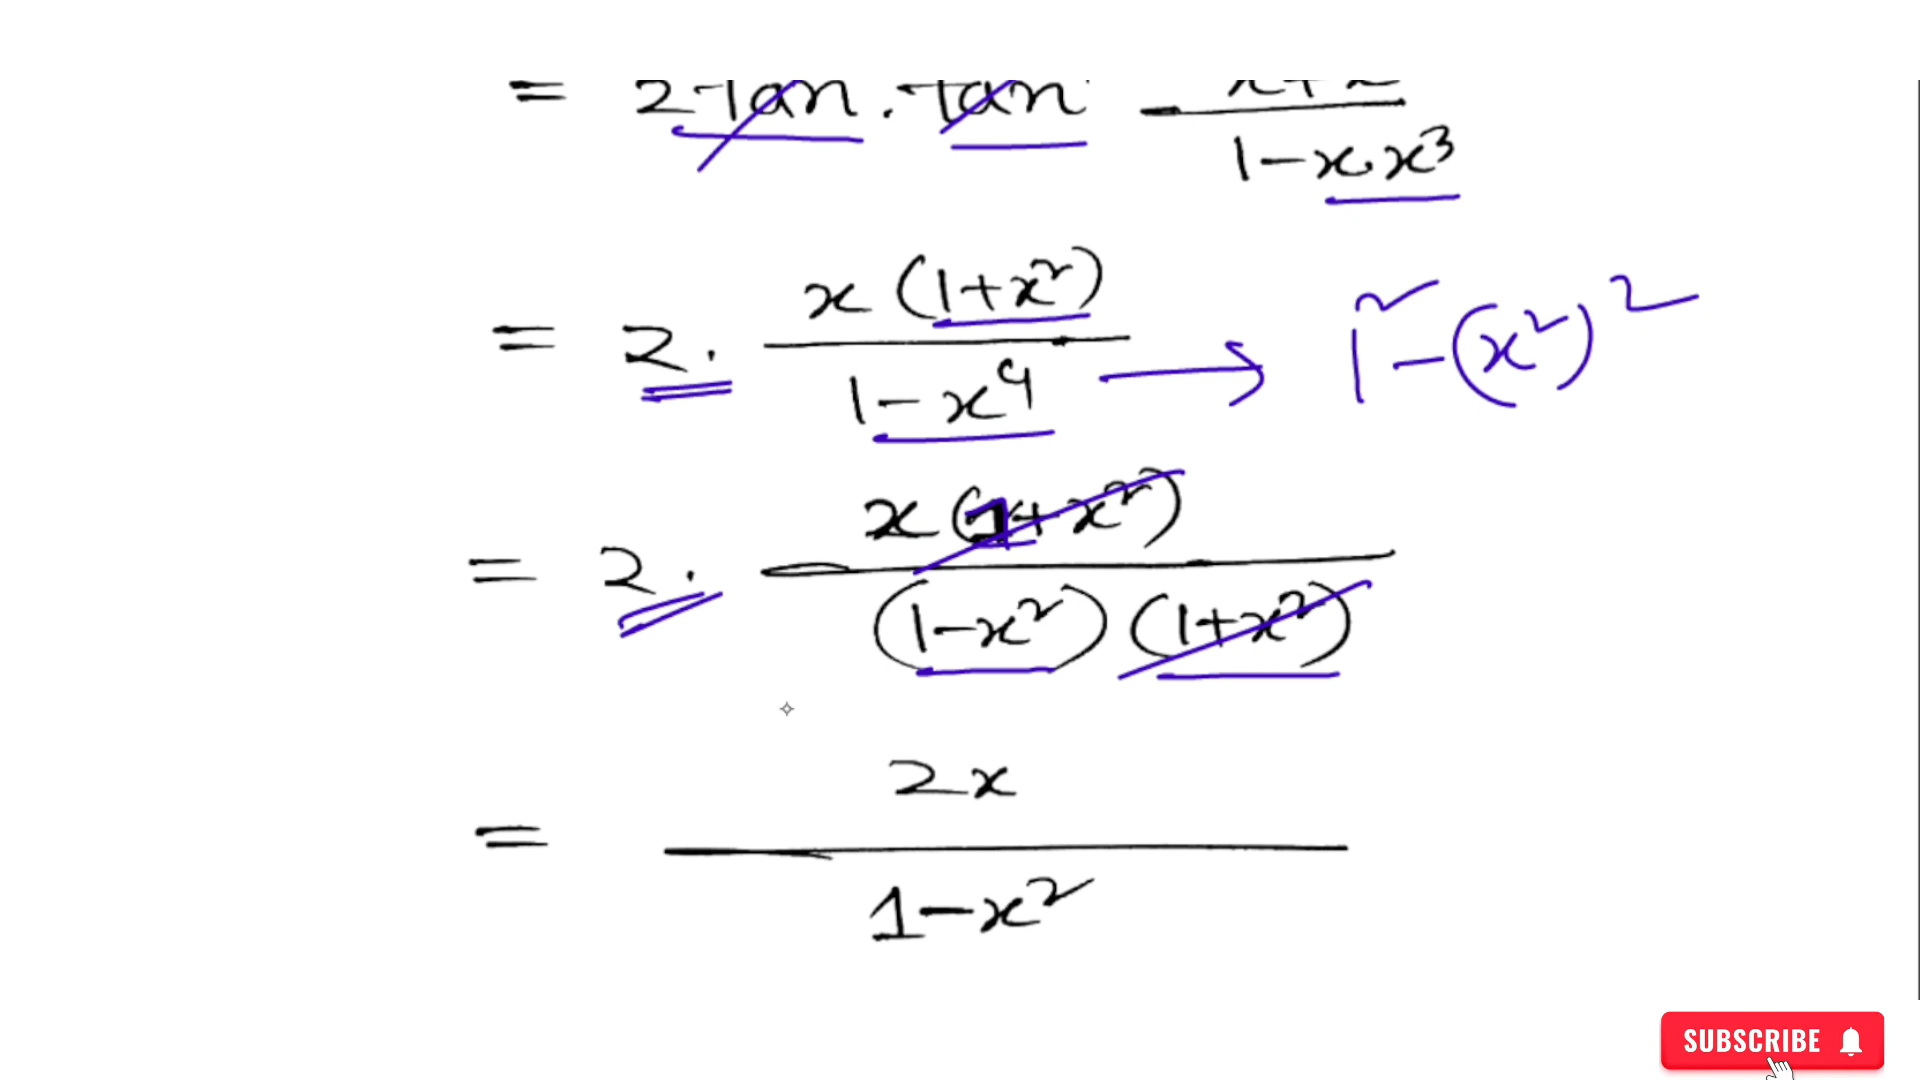 = 2 tan . tan x+x
1-x.x³
x(1+x²)
= 2. 1-x⁴ → 1²-(x²)²
x(1+x²)
= 2. (1-x²)(1+x²)
2x
=
1-x²
SUBSCRIBE